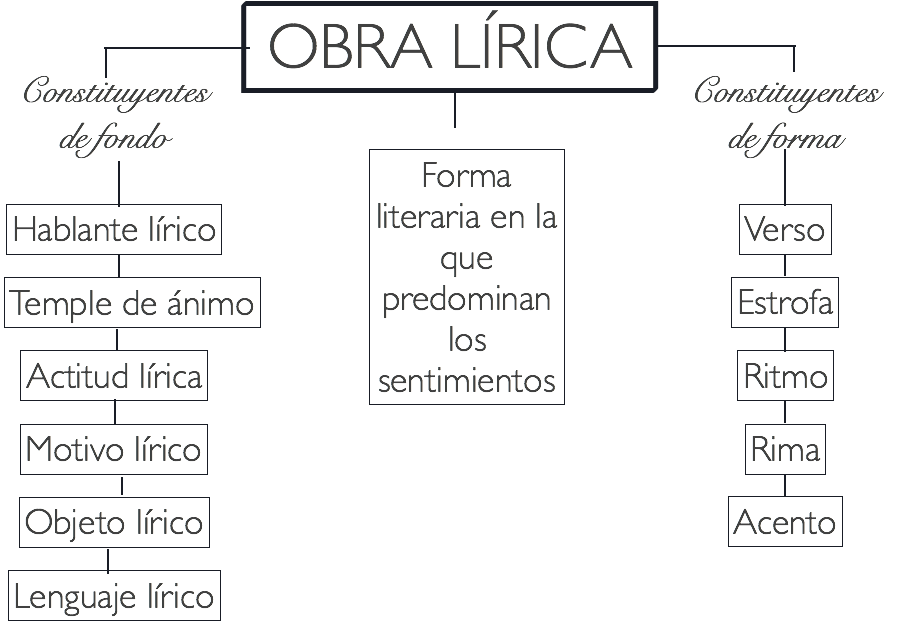 OBRA LÍRICA
Constituyentes
de fondo
Hablante lírico
Temple de ánimo
Actitud lírica
Motivo lírico
Objeto lírico
Lenguaje lírico
Forma
literaria en la
que
predominan
los
sentimientos
Constituyentes
de forma
Verso
Estrofa
Ritmo
Rima
Acento